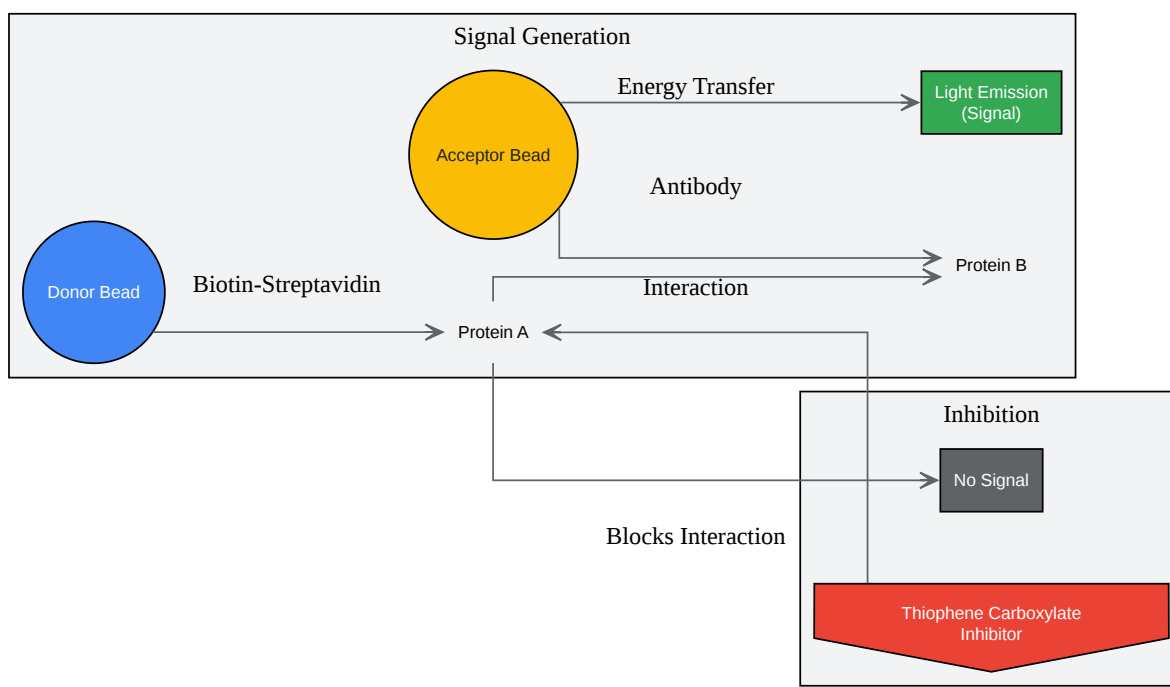 Signal Generation
Energy Transfer
Light Emission
(Signal)
Acceptor Bead
Antibody
Protein B
Biotin-Streptavidin
Interaction
Donor Bead
Protein A
Inhibition
No Signal
Blocks Interaction
Thiophene Carboxylate
Inhibitor